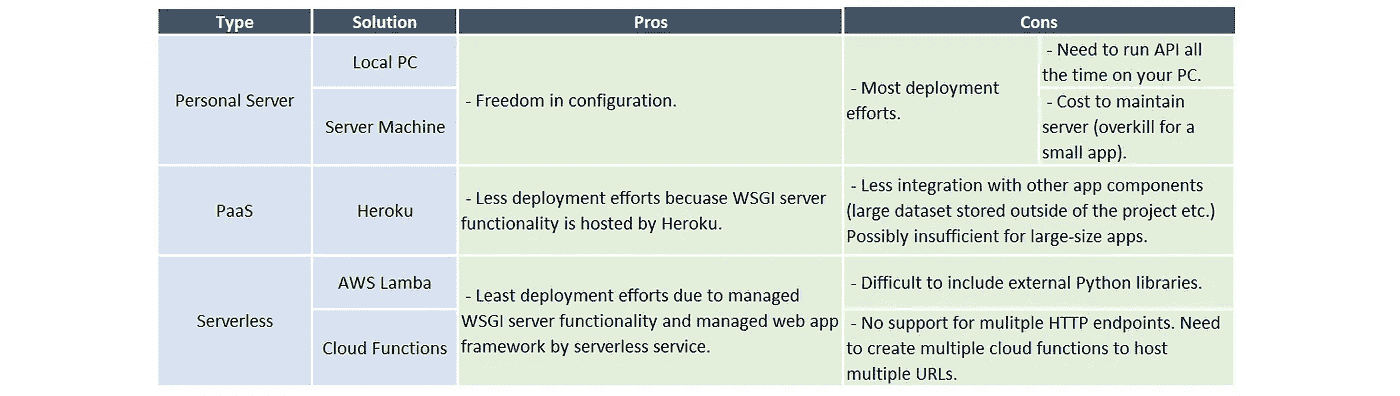 Type
Solution
Pros
Cons
Personal Server
Local PC
Server Machine
- Freedom in configuration.
- Most deployment
efforts.
- Need to run API all
the time on your PC.
- Cost to maintain
server (overkill for a
small app).
PaaS
Heroku
- Less deployment efforts becuase WSGI server
functionality is hosted by Heroku.
- Less integration with other app components
(large dataset stored outside of the project etc.)
Possibly insufficient for large-size apps.
Serverless
AWS Lamba
Cloud Functions
- Least deployment efforts due to managed
WSGI server functionality and managed web app
framework by serverless service.
- Difficult to include external Python libraries.
- No support for mulitple HTTP endpoints. Need
to create multiple cloud functions to host
multiple URLs.